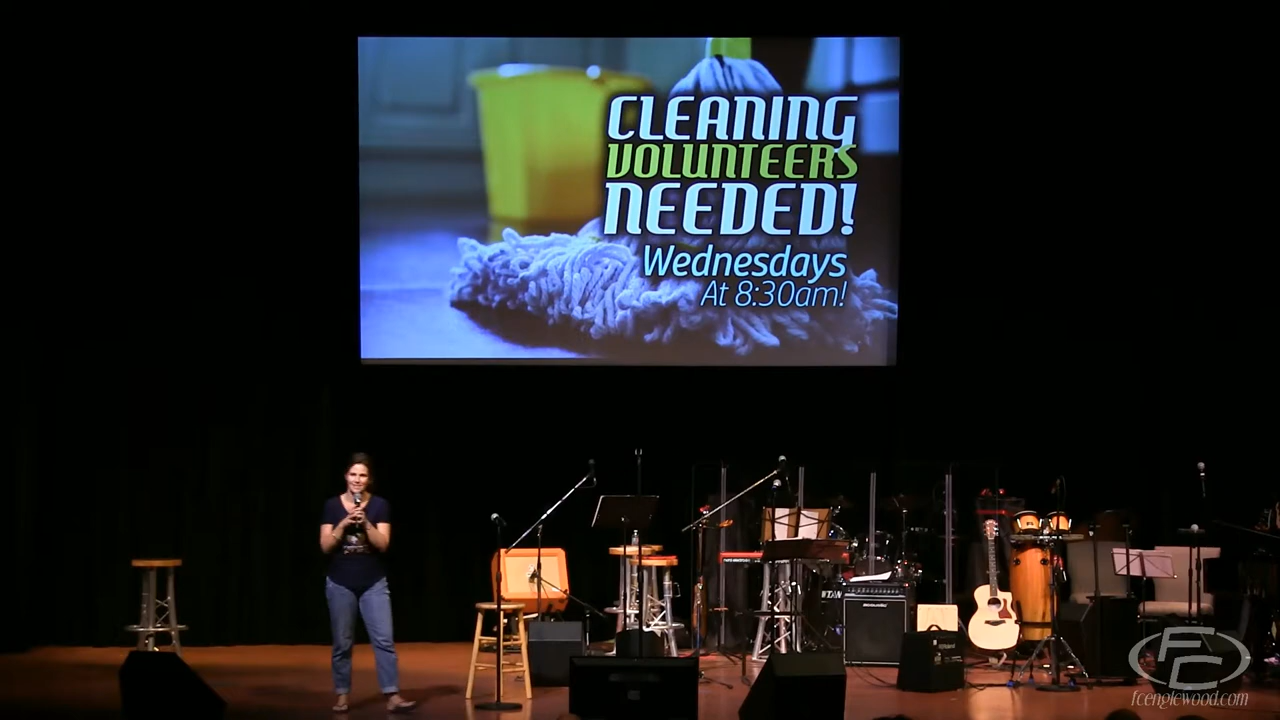 CLEANING
VOLUNTEERS
NEEDED!
Wednesdays
At 8:30am!
FC
fcenglewood.com